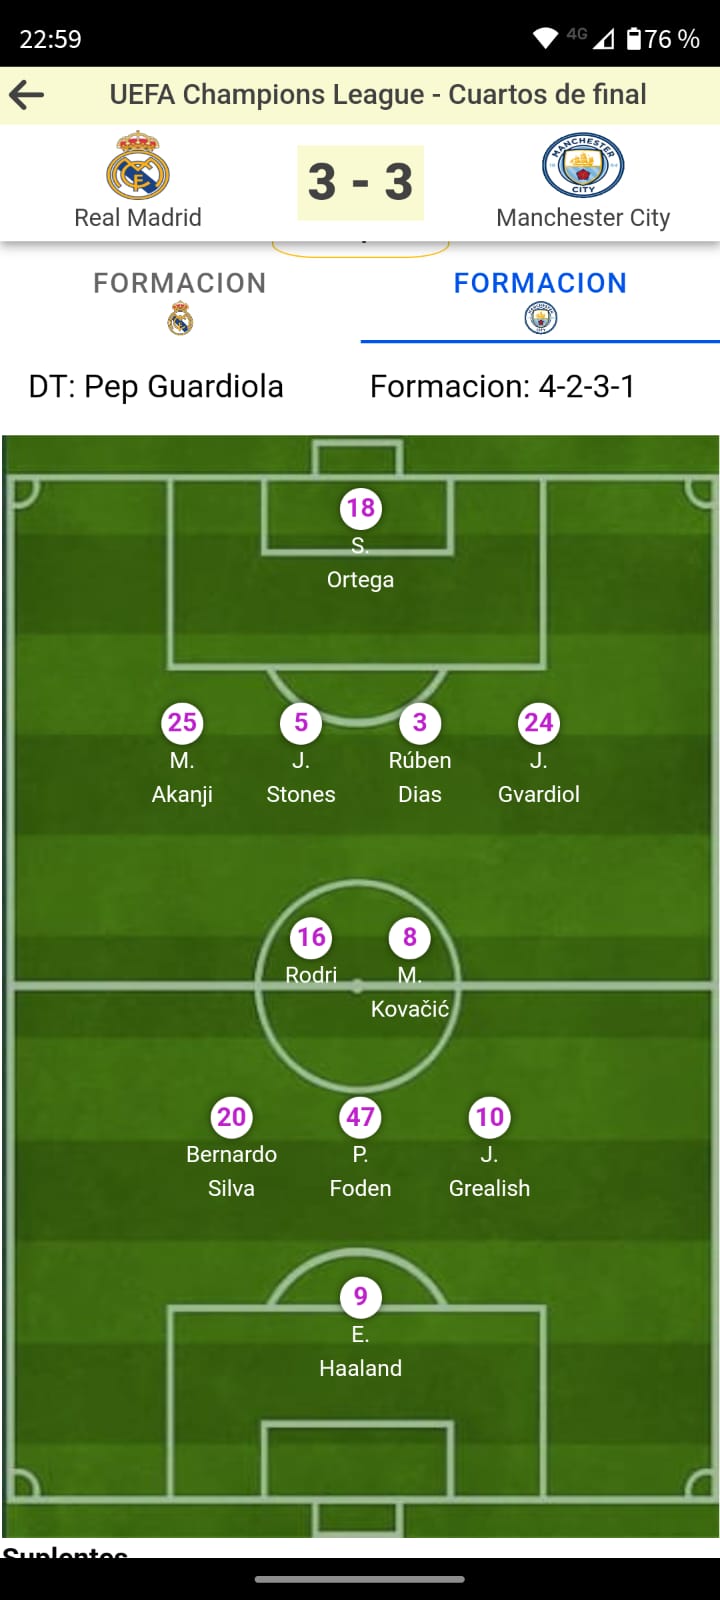 22:59
4G
76 %
UEFA Champions League - Cuartos de final
3 - 3
Real Madrid
Manchester City
FORMACION
FORMACION
DT: Pep Guardiola
Formacion: 4-2-3-1
18
S.
Ortega
25
5
3
24
M.
J.
Rúben
J.
Akanji
Stones
Dias
Gvardiol
16
8
Rodri
M.
Kovačić
20
47
10
Bernardo
P.
J.
Silva
Foden
Grealish
9
E.
Haaland
Suplentes